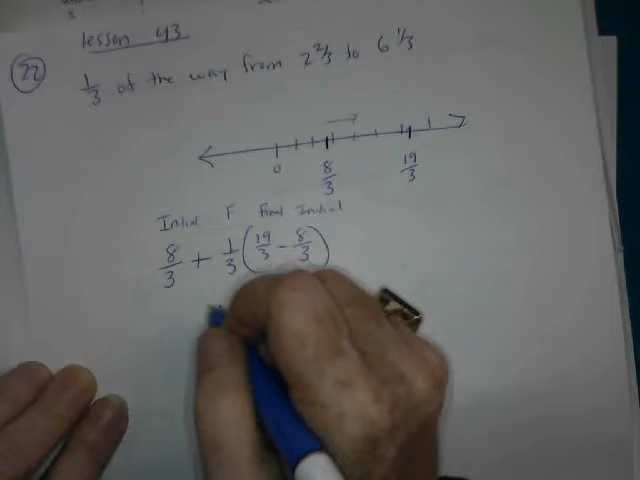 lesson 43
22
1/3 of the way from 2 2/3 to 6 1/3
0 8/3 19/3
Initial F Final Initial
8/3 + 1/3 (19/3 - 8/3)